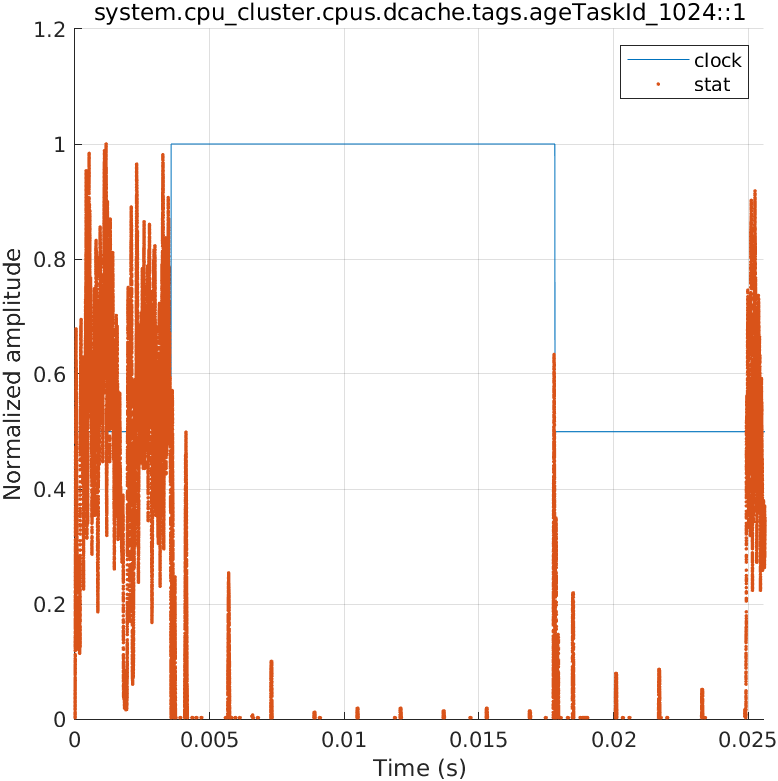 system.cpu_cluster.cpus.dcache.tags.ageTaskId_1024::1
1.2
1
0.8
0.6
0.4
0.2
0
Normalized amplitude
clock
stat
0 0.005 0.01 0.015 0.02 0.025
Time (s)